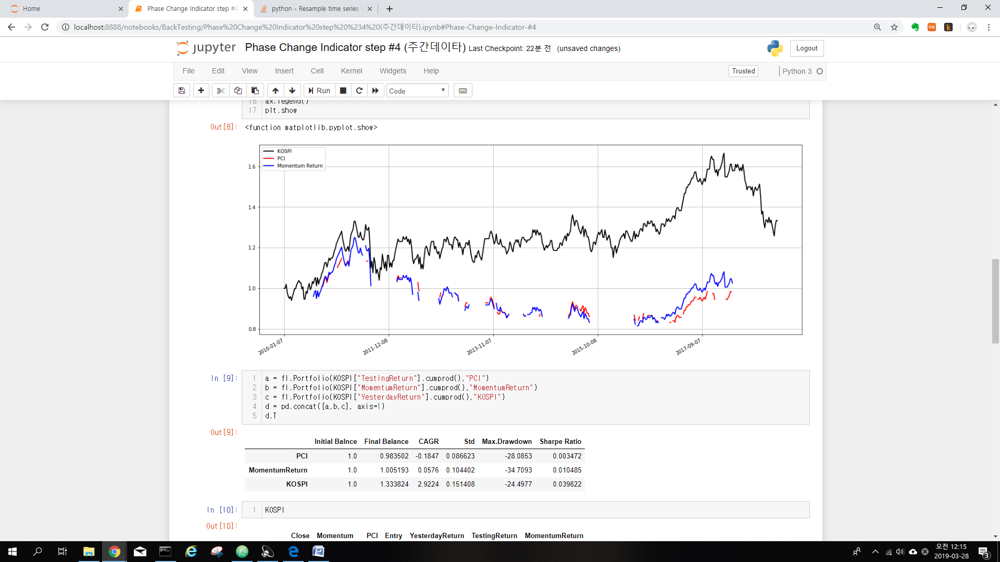 Home
Phase Change Indicator step #4
python - Resample time series
localhost:8888/notebooks/BackTesting/Phase%20Change%20Indicator%20step%20%234%20(주간데이타).ipynb#Phase-Change-Indicator-#4
jupyter Phase Change Indicator step #4 (주간데이타) Last Checkpoint: 22분 전 (unsaved changes)
Logout
File Edit View Insert Cell Kernel Widgets Help
Trusted
Python 3
Run
Code
16 ax.legend()
17 plt.show
Out[8]: <function matplotlib.pyplot.show>
KOSPI
PCI
Momentum Return
1.6
1.4
1.2
1.0
0.8
2010-01-07
2011-12-08
2013-11-07
2015-10-08
2017-09-07
In [9]:
1 a = fl.Portfolio(KOSPI["TestingReturn"].cumprod(),"PCI")
2 b = fl.Portfolio(KOSPI["MomentumReturn"].cumprod(),"MomentumReturn")
3 c = fl.Portfolio(KOSPI["YesterdayReturn"].cumprod(),"KOSPI")
4 d = pd.concat([a,b,c], axis=1)
5 d.T
Out[9]:
Initial Balnce Final Balance CAGR Std Max.Drawdown Sharpe Ratio
PCI 1.0 0.983502 -0.1847 0.086623 -28.0853 0.003472
MomentumReturn 1.0 1.005193 0.0576 0.104402 -34.7093 0.010485
KOSPI 1.0 1.333824 2.9224 0.151408 -24.4977 0.039822
In [10]: 1 KOSPI
Out[10]:
Close Momentum PCI Entry YesterdayReturn TestingReturn MomentumReturn
오전 12:15
2019-03-28
3